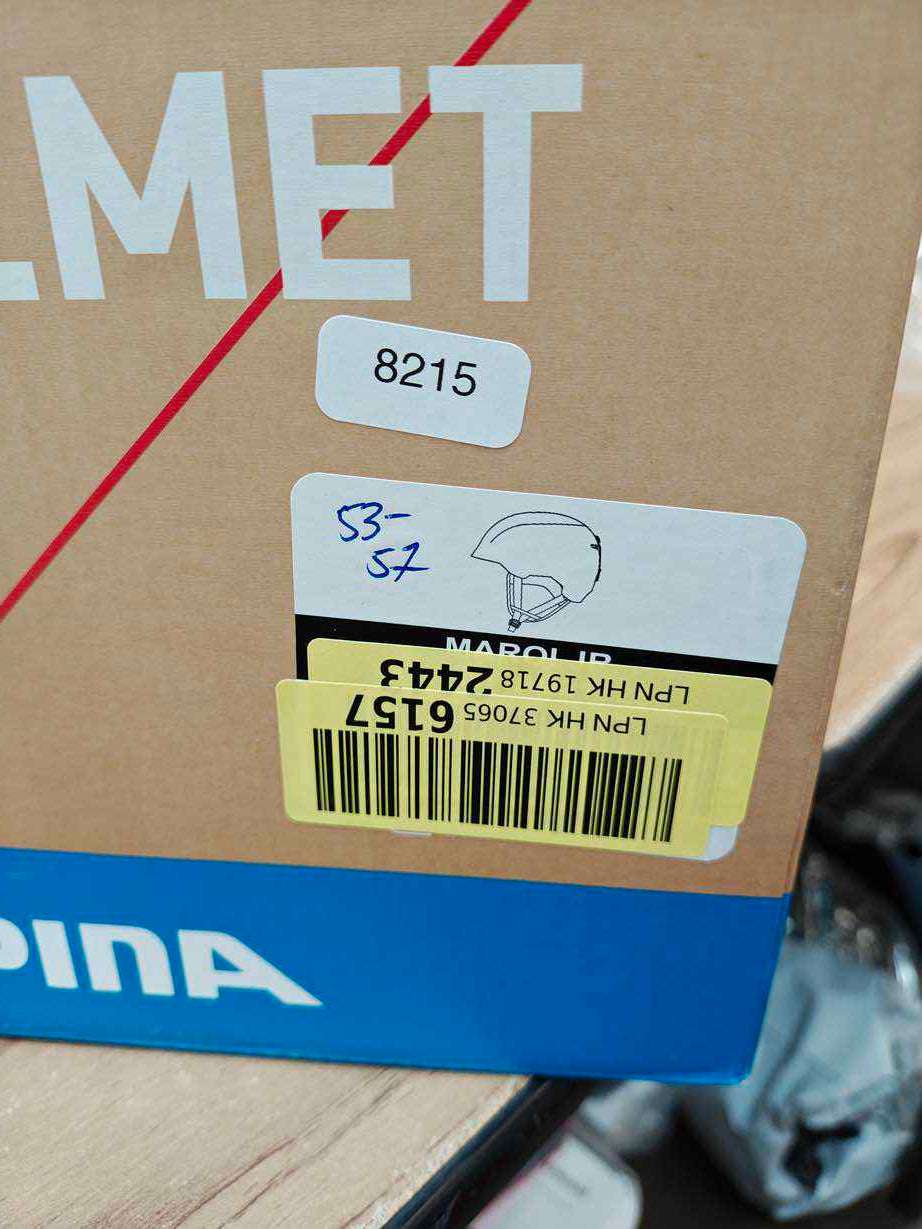 LMET
8215
53-
57
MAROI JR
LPN HK 19718 2443
LPN HK 37065 6157
PINA